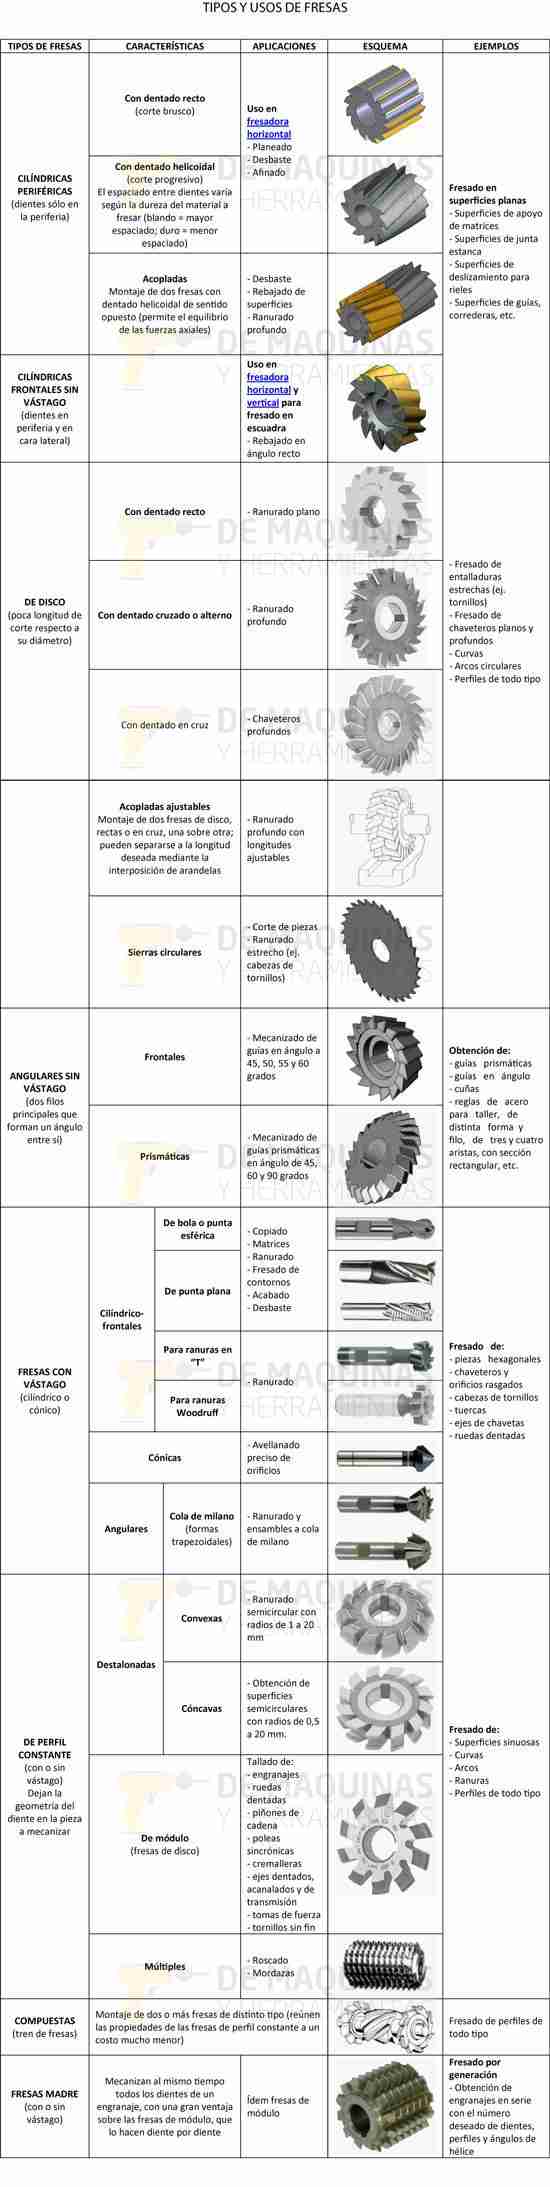 TIPOS Y USOS DE FRESAS
TIPOS DE FRESAS
CARACTERÍSTICAS
APLICACIONES
ESQUEMA
EJEMPLOS
CILÍNDRICAS
PERIFÉRICAS
(dientes sólo en
la periferia)
Con dentado recto
(corte brusco)
Uso en
fresadora
horizontal
- Planeado
- Desbaste
- Afinado
Con dentado helicoidal
(corte progresivo)
El espaciado entre dientes varía
según la dureza del material a
fresar (blando = mayor
espaciado; duro = menor
espaciado)
Acopladas
Montaje de dos fresas con
dentado helicoidal de sentido
opuesto (permite el equilibrio
de las fuerzas axiales)
- Desbaste
- Rebajado de
superficies
- Ranurado
profundo
Fresado en
superficies planas
- Superficies de apoyo
de matrices
- Superficies de junta
estanca
- Superficies de
deslizamiento para
rieles
- Superficies de guías,
correderas, etc.
CILÍNDRICAS
FRONTALES SIN
VÁSTAGO
(dientes en
periferia y en
cara lateral)
Uso en
fresadora
horizontal y
vertical para
fresado en
escuadra
- Rebajado en
ángulo recto
DE DISCO
(poca longitud de
corte respecto a
su diámetro)
Con dentado recto
- Ranurado plano
Con dentado cruzado o alterno
- Ranurado
profundo
Con dentado en cruz
- Chaveteros
profundos
- Fresado de
entalladuras
estrechas (ej.
tornillos)
- Fresado de
chaveteros planos y
profundos
- Curvas
- Arcos circulares
- Perfiles de todo tipo
Acopladas ajustables
Montaje de dos fresas de disco,
rectas o en cruz, una sobre otra;
pueden separarse a la longitud
deseada mediante la
interposición de arandelas
- Ranurado
profundo con
longitudes
ajustables
Sierras circulares
- Corte de piezas
- Ranurado
estrecho (ej.
cabezas de
tornillos)
ANGULARES SIN
VÁSTAGO
(dos filos
principales que
forman un ángulo
entre sí)
Frontales
- Mecanizado de
guías en ángulo a
45, 50, 55 y 60
grados
Prismáticas
- Mecanizado de
guías prismáticas
en ángulo de 45,
60 y 90 grados
Obtención de:
- guías prismáticas
- guías en ángulo
- cuñas
- reglas de acero
para taller, de
distinta forma y
filo, de tres y cuatro
aristas, con sección
rectangular, etc.
FRESAS CON
VÁSTAGO
(cilíndrico o
cónico)
Cilíndrico-
frontales
De bola o punta
esférica
De punta plana
- Copiado
- Matrices
- Ranurado
- Fresado de
contornos
- Acabado
- Desbaste
Para ranuras en
"T"
Para ranuras
Woodruff
- Ranurado
Cónicas
- Avellanado
preciso de
orificios
Angulares
Cola de milano
(formas
trapezoidales)
- Ranurado y
ensambles a cola
de milano
Fresado de:
- piezas hexagonales
- chaveteros y
orificios rasgados
- cabezas de tornillos
- tuercas
- ejes de chavetas
- ruedas dentadas
DE PERFIL
CONSTANTE
(con o sin
vástago)
Dejan la
geometría del
diente en la pieza
a mecanizar
Destalonadas
Convexas
- Ranurado
semicircular con
radios de 1 a 20
mm
Cóncavas
- Obtención de
superficies
semicirculares
con radios de 0,5
a 20 mm.
De módulo
(fresas de disco)
Tallado de:
- engranajes
- ruedas
dentadas
- piñones de
cadena
- poleas
sincrónicas
- cremalleras
- ejes dentados,
acanalados y de
transmisión
- tomas de fuerza
- tornillos sin fin
Múltiples
- Roscado
- Mordazas
Fresado de:
- Superficies sinuosas
- Curvas
- Arcos
- Ranuras
- Perfiles de todo tipo
COMPUESTAS
(tren de fresas)
Montaje de dos o más fresas de distinto tipo (reúnen
las propiedades de las fresas de perfil constante a un
costo mucho menor)
Fresado de perfiles de
todo tipo
FRESAS MADRE
(con o sin
vástago)
Mecanizan al mismo tiempo
todos los dientes de un
engranaje, con una gran ventaja
sobre las fresas de módulo, que
lo hacen diente por diente
Ídem fresas de
módulo
Fresado por
generación
- Obtención de
engranajes en serie
con el número
deseado de dientes,
perfiles y ángulos de
hélice
DE MAQUINAS
Y HERRAMIENTAS